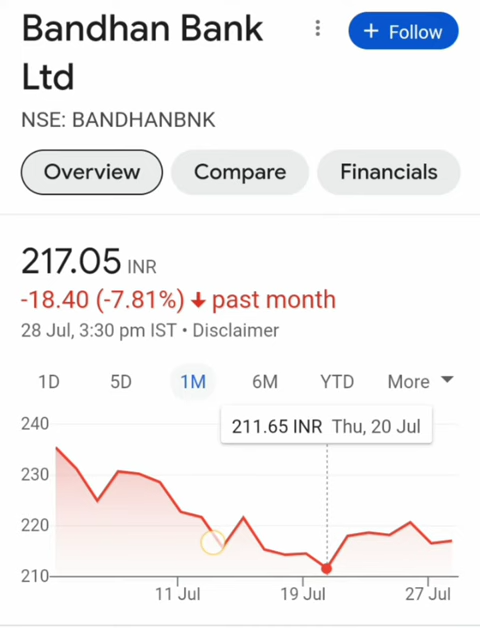 Bandhan Bank
Ltd
+ Follow
NSE: BANDHANBNK
Overview
Compare
Financials
217.05 INR
-18.40 (-7.81%) ↓ past month
28 Jul, 3:30 pm IST • Disclaimer
1D 5D 1M 6M YTD More
211.65 INR Thu, 20 Jul
240
230
220
210
11 Jul 19 Jul 27 Jul